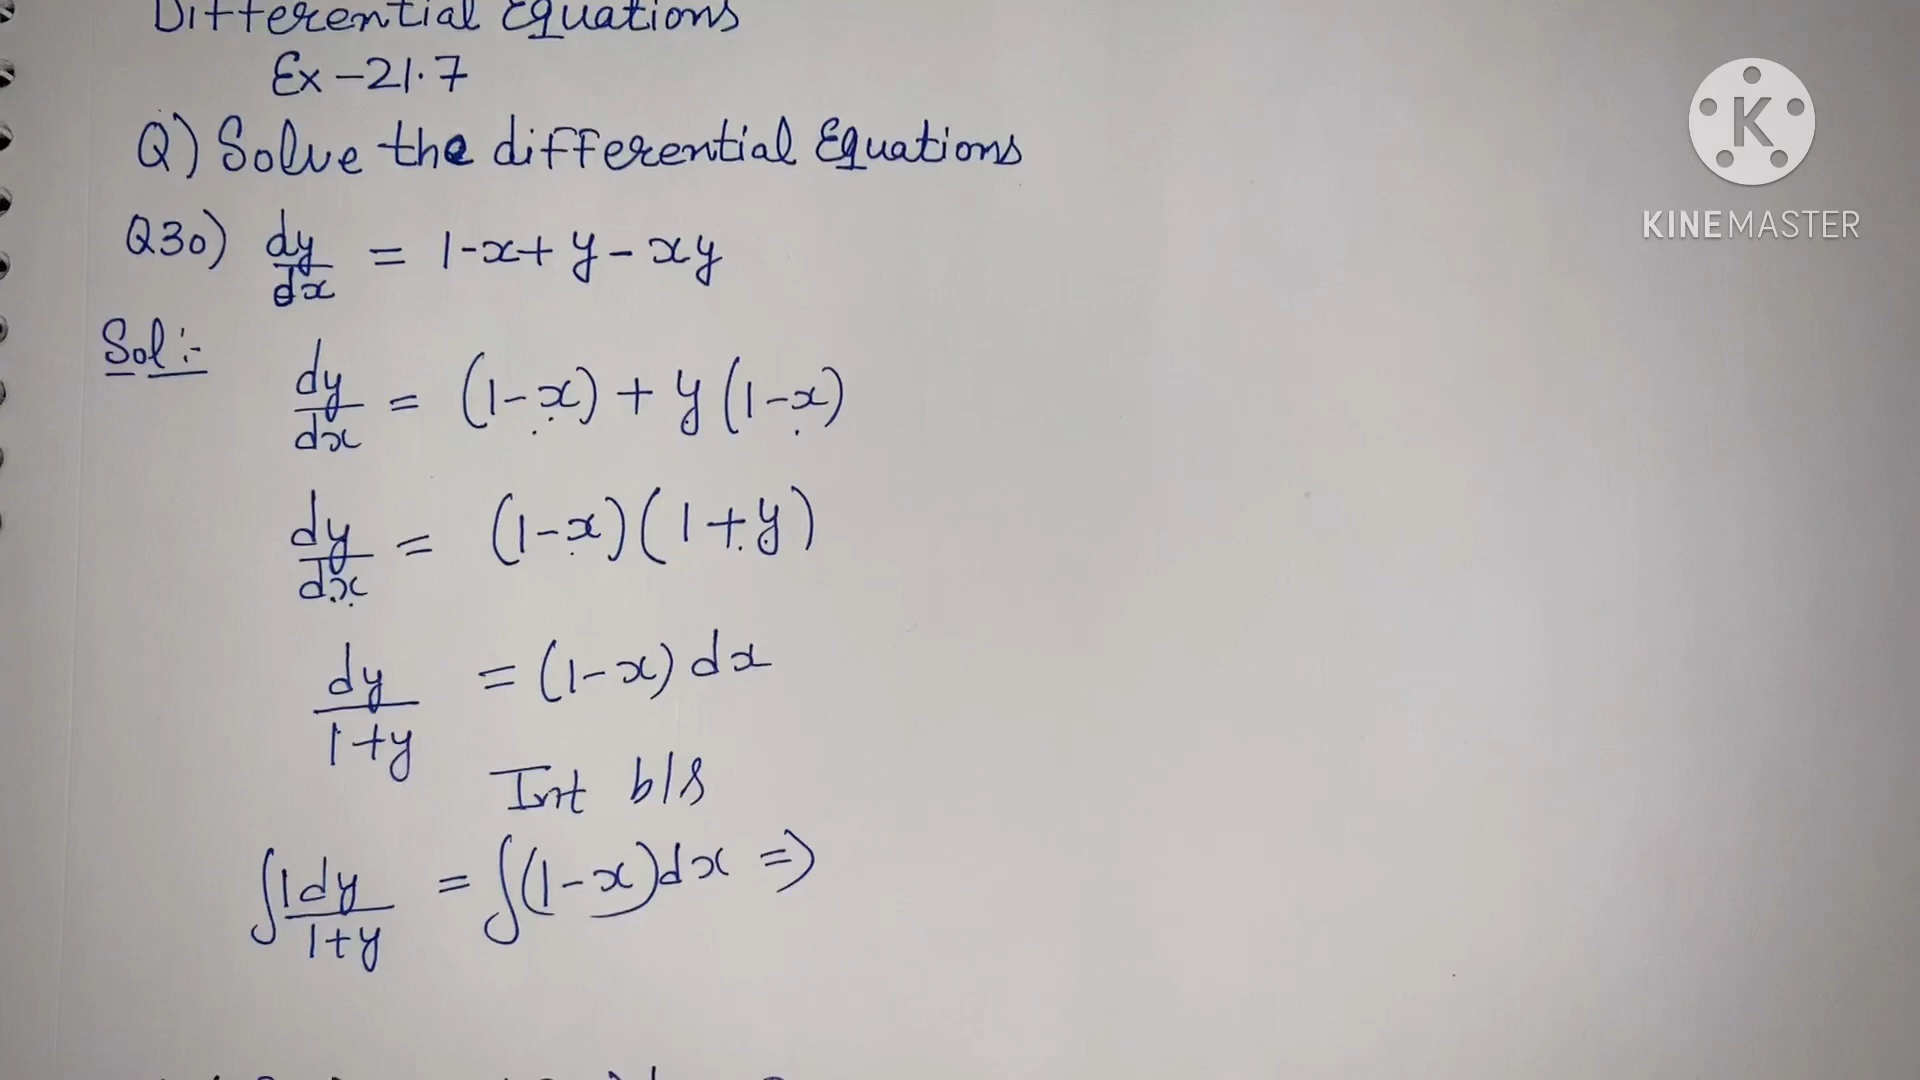 Differential Equations
Ex-21.7
Q) Solve the differential Equations
Q30) dy/dx = 1-x+y-xy
Sol:-
dy/dx = (1-x)+y(1-x)
dy/dx = (1-x)(1+y)
dy/1+y = (1-x)dx
Int b/s
∫1dy/1+y = ∫(1-x)dx ⇒
K
KINEMASTER